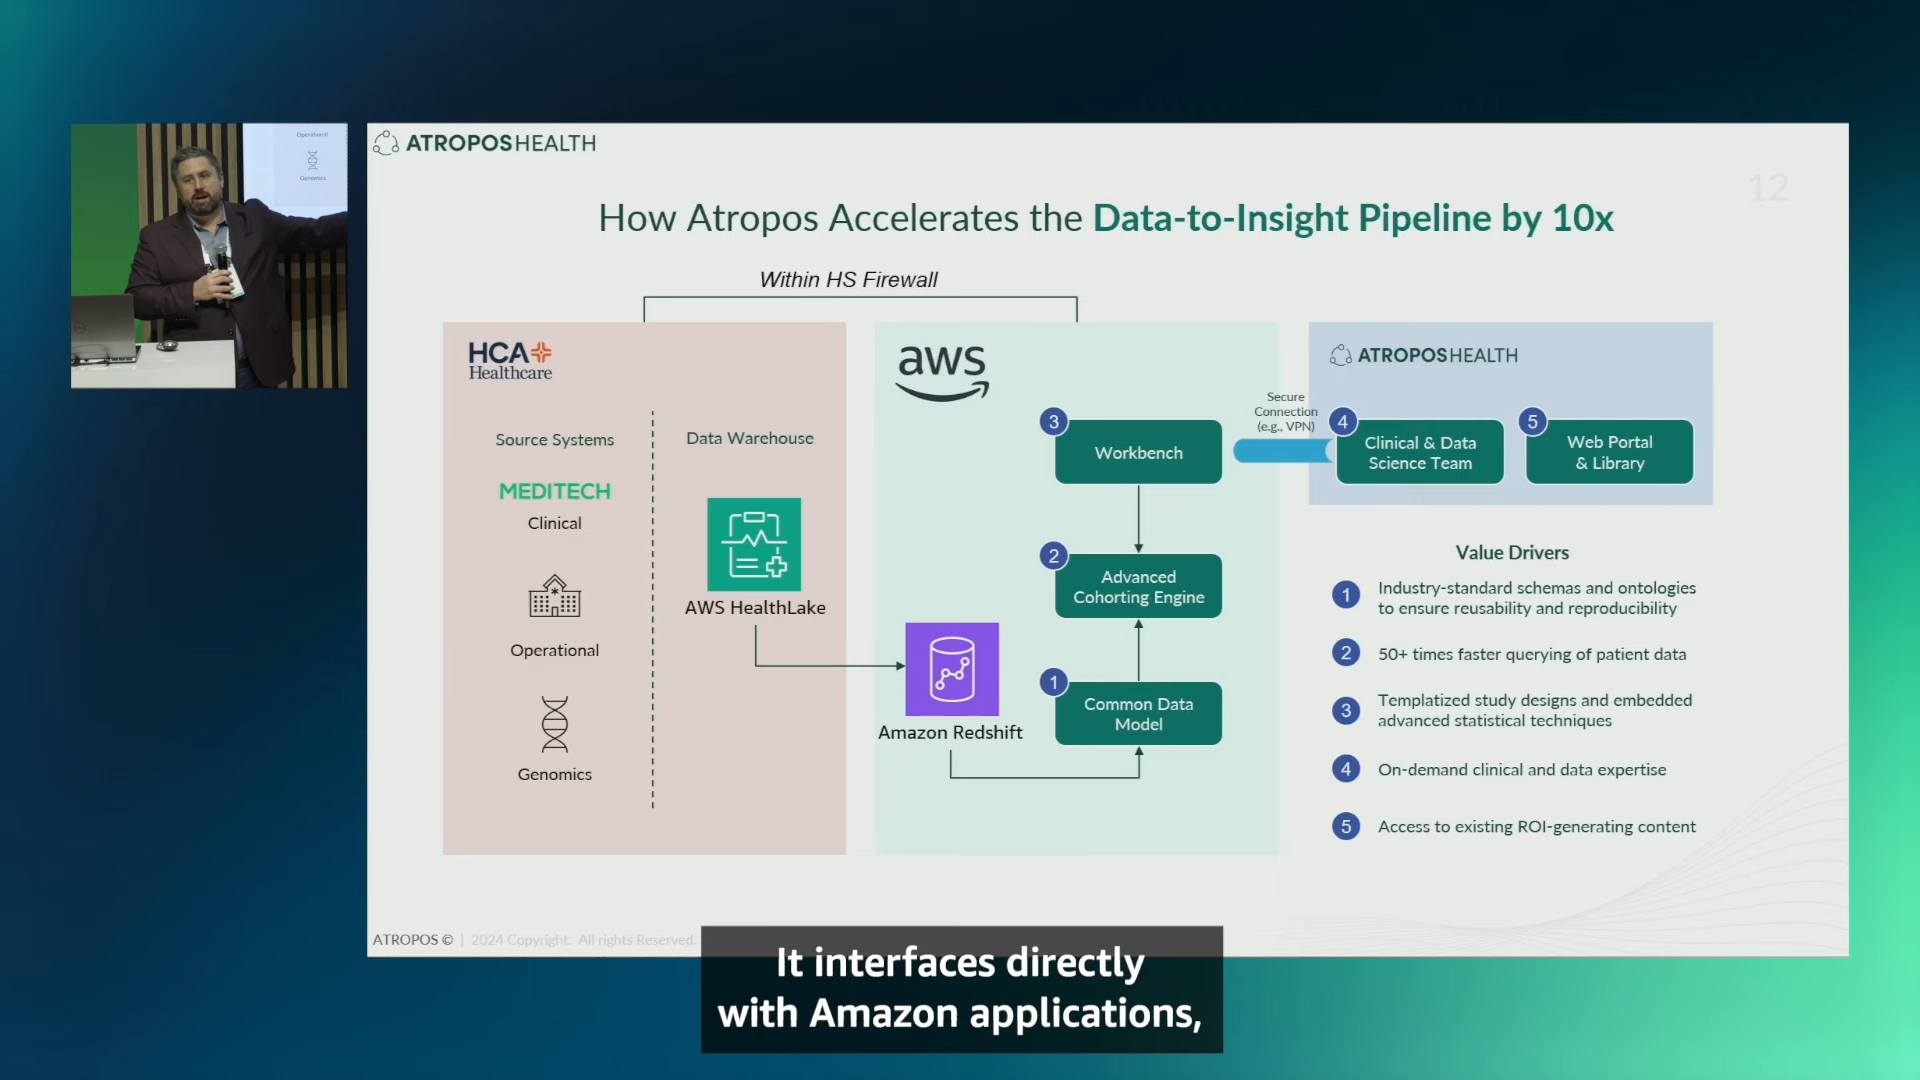 Operational
Genomics
ATROPOSHEALTH
12
How Atropos Accelerates the Data-to-Insight Pipeline by 10x
Within HS Firewall
HCA
Healthcare
Source Systems
MEDITECH
Clinical
Operational
Genomics
Data Warehouse
AWS HealthLake
aws
Amazon Redshift
3
Workbench
2
Advanced
Cohorting Engine
1
Common Data
Model
Secure
Connection
(e.g., VPN)
ATROPOSHEALTH
4
Clinical & Data
Science Team
5
Web Portal
& Library
Value Drivers
1
Industry-standard schemas and ontologies
to ensure reusability and reproducibility
2
50+ times faster querying of patient data
3
Templatized study designs and embedded
advanced statistical techniques
4
On-demand clinical and data expertise
5
Access to existing ROI-generating content
ATROPOS © | 2024 Copyright. All rights Reserved.
It interfaces directly
with Amazon applications,